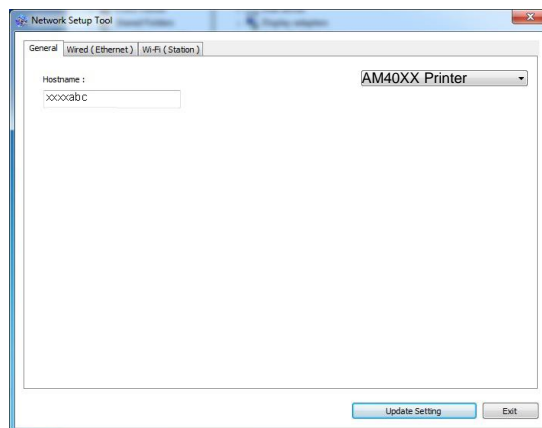 Network Setup Tool
General Wired ( Ethernet ) Wi-Fi ( Station )
Hostname : AM40XX Printer
xxxxabc
Update Setting Exit